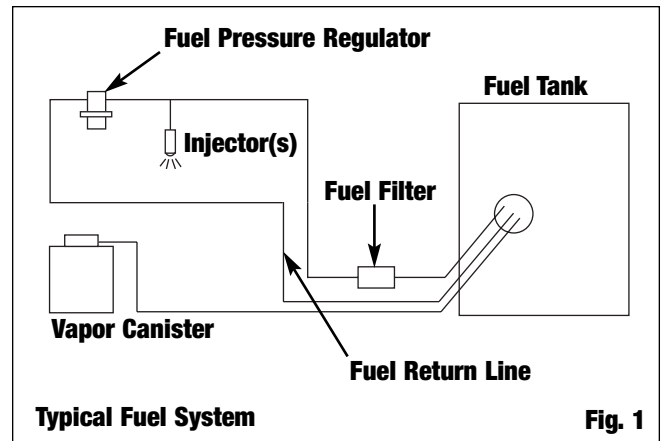 Fuel Pressure Regulator
Fuel Tank
Injector(s)
Fuel Filter
Vapor Canister
Fuel Return Line
Typical Fuel System
Fig. 1